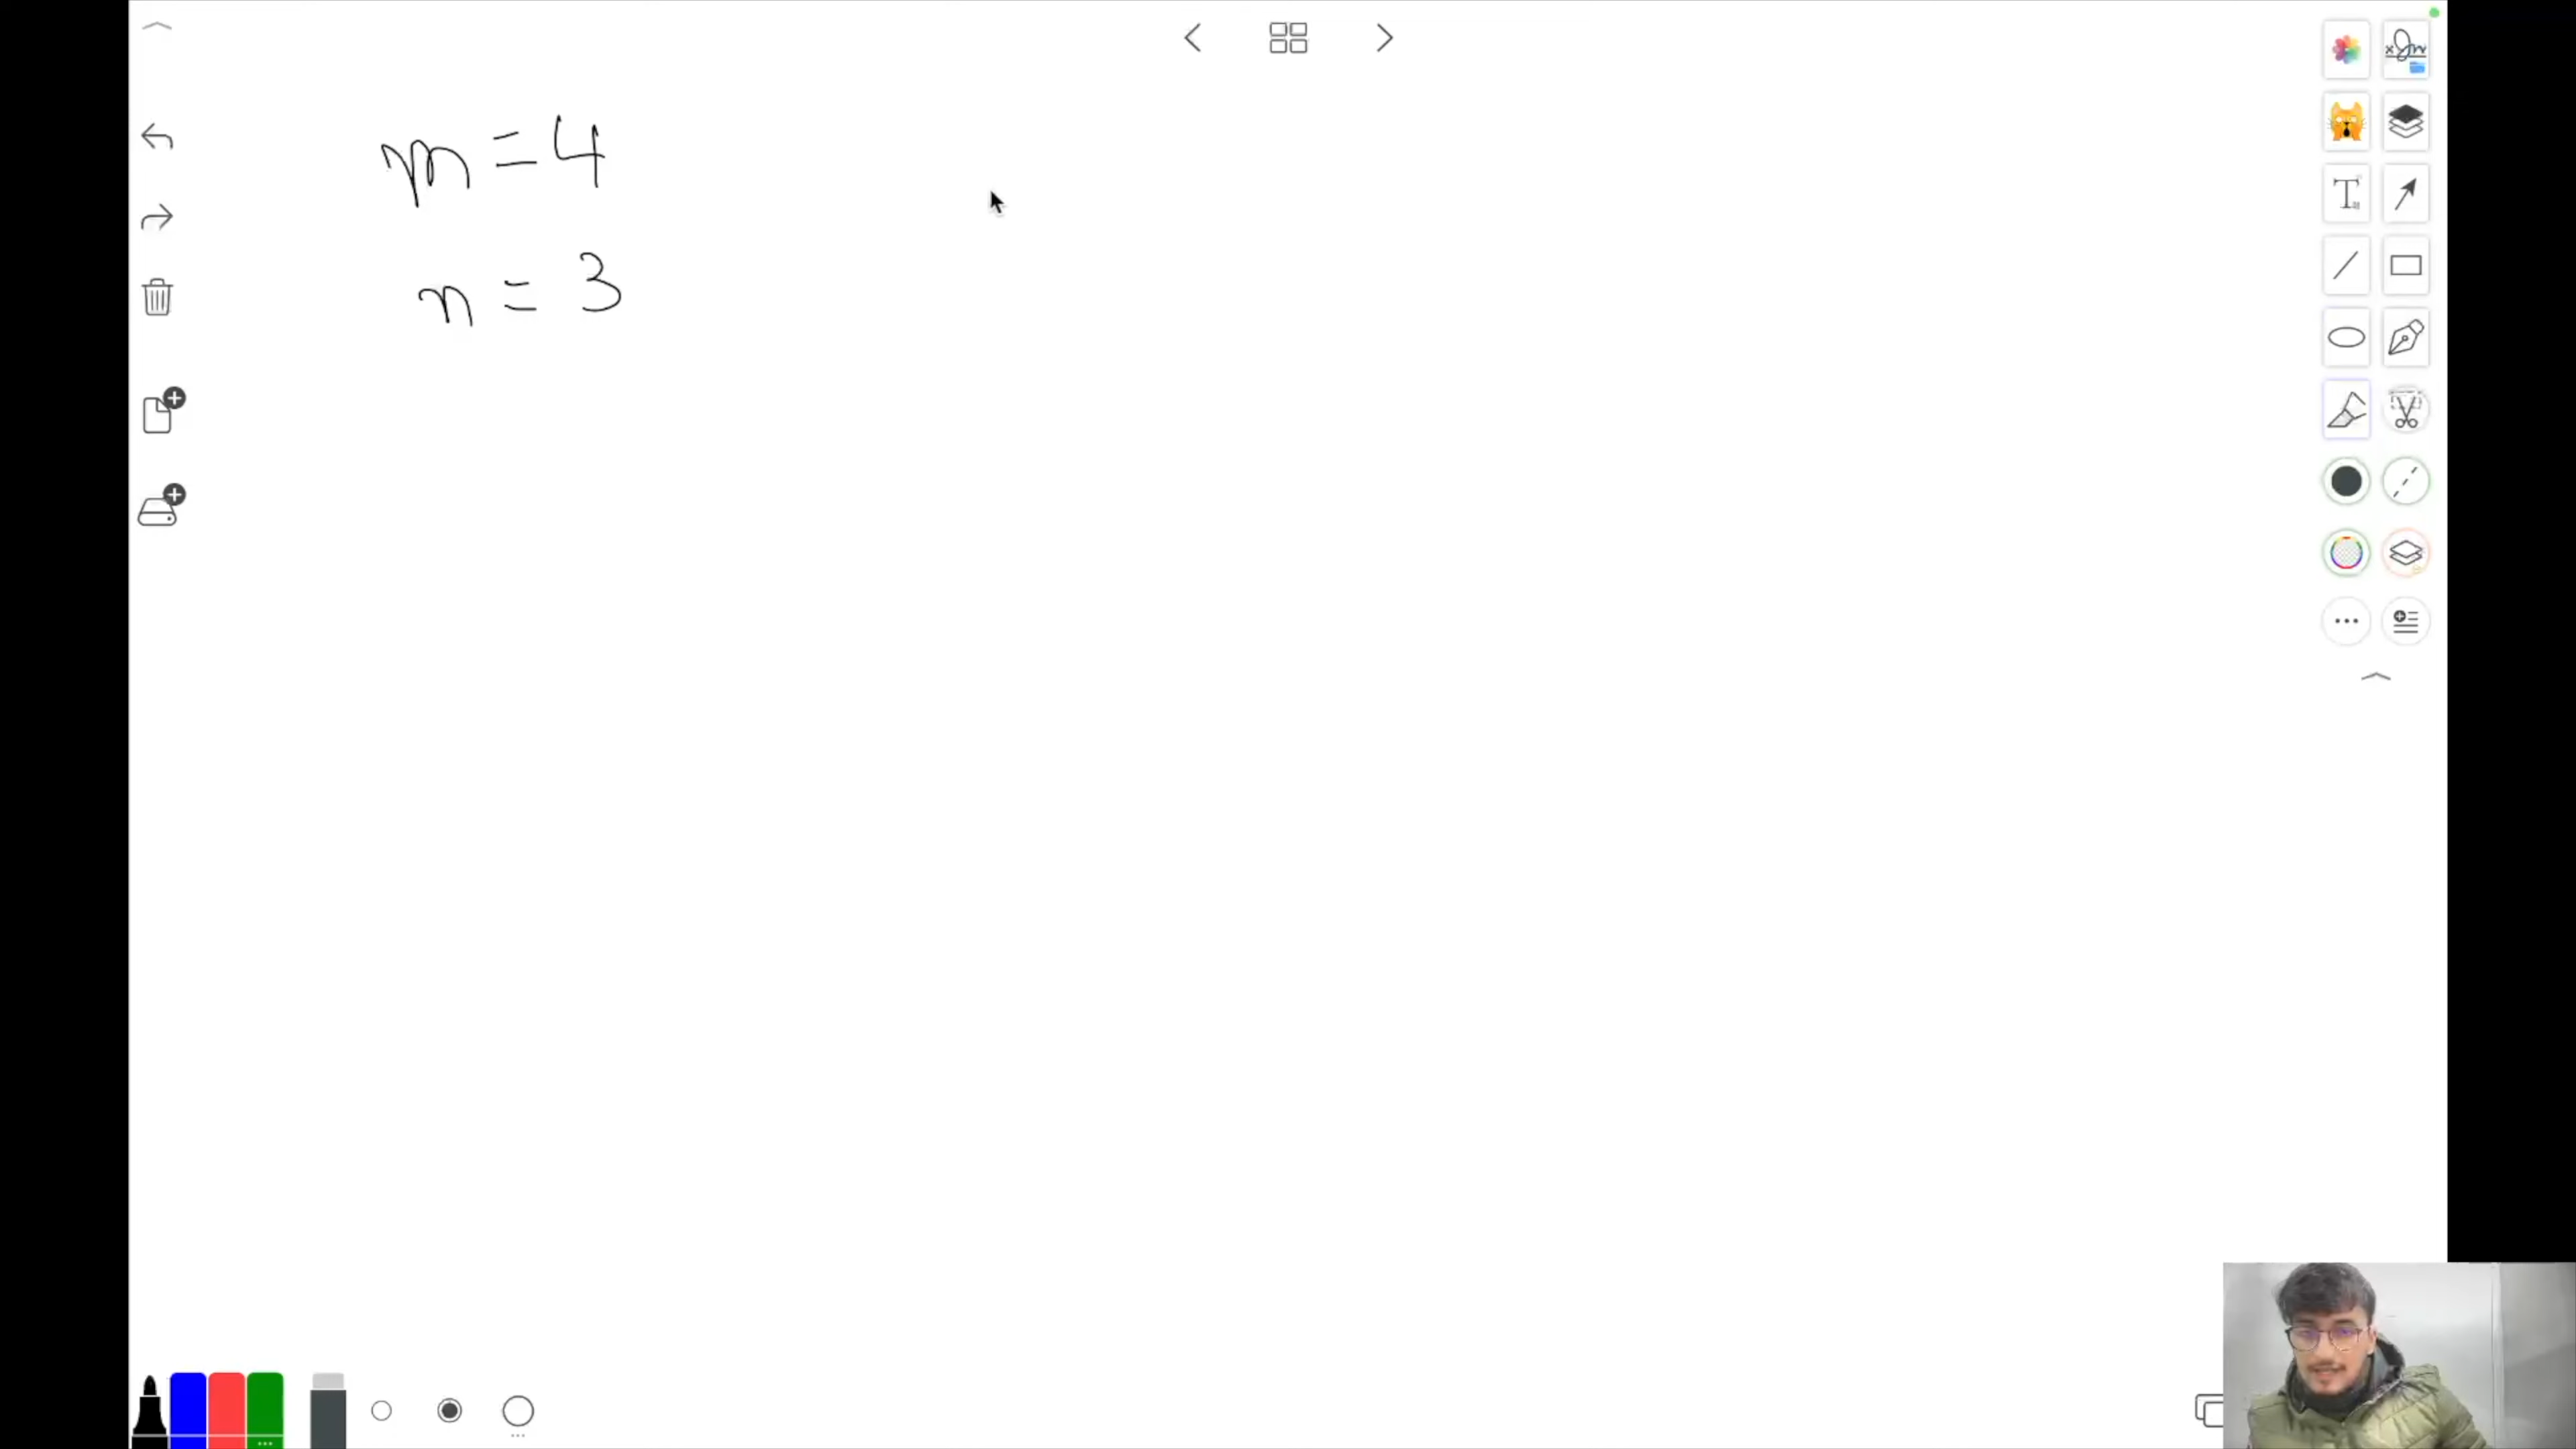 m = 4
n = 3